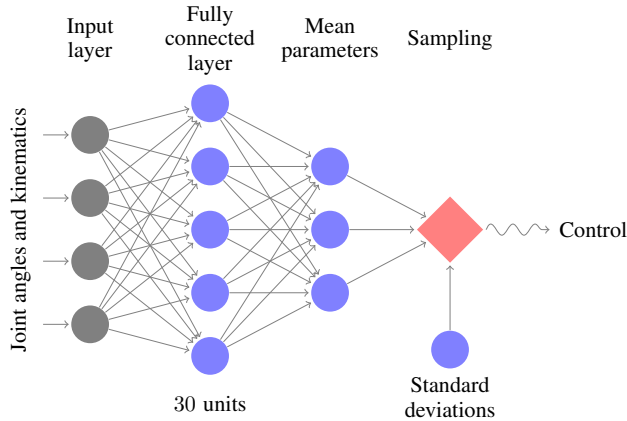 Input
layer
Fully
connected
layer
Mean
parameters
Sampling
Joint angles and kinematics
Control
30 units
Standard
deviations